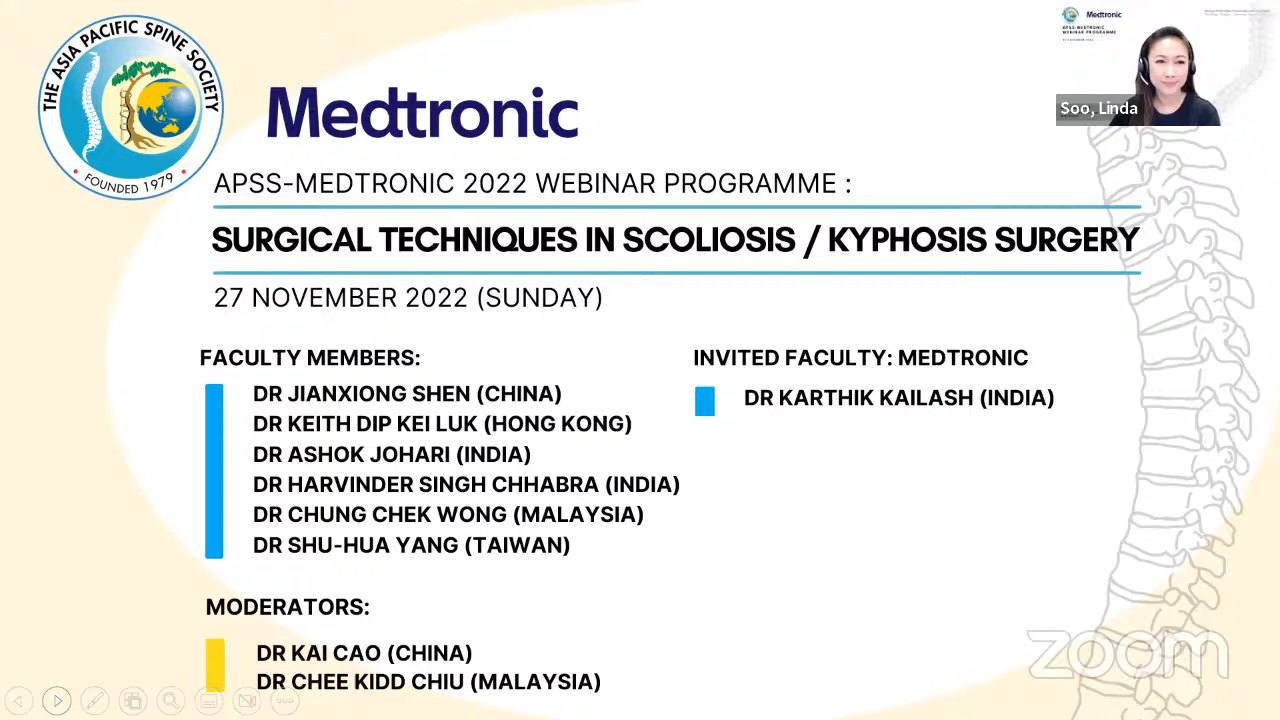 THE ASIA PACIFIC SPINE SOCIETY
FOUNDED 1979
Medtronic
APSS-MEDTRONIC 2022 WEBINAR PROGRAMME :
SURGICAL TECHNIQUES IN SCOLIOSIS / KYPHOSIS SURGERY
27 NOVEMBER 2022 (SUNDAY)
FACULTY MEMBERS:
DR JIANXIONG SHEN (CHINA)
DR KEITH DIP KEI LUK (HONG KONG)
DR ASHOK JOHARI (INDIA)
DR HARVINDER SINGH CHHABRA (INDIA)
DR CHUNG CHEK WONG (MALAYSIA)
DR SHU-HUA YANG (TAIWAN)
INVITED FACULTY: MEDTRONIC
DR KARTHIK KAILASH (INDIA)
MODERATORS:
DR KAI CAO (CHINA)
DR CHEE KIDD CHIU (MALAYSIA)
Medtronic
APSS-MEDTRONIC
WEBINAR PROGRAMME
Soo, Linda
zoom